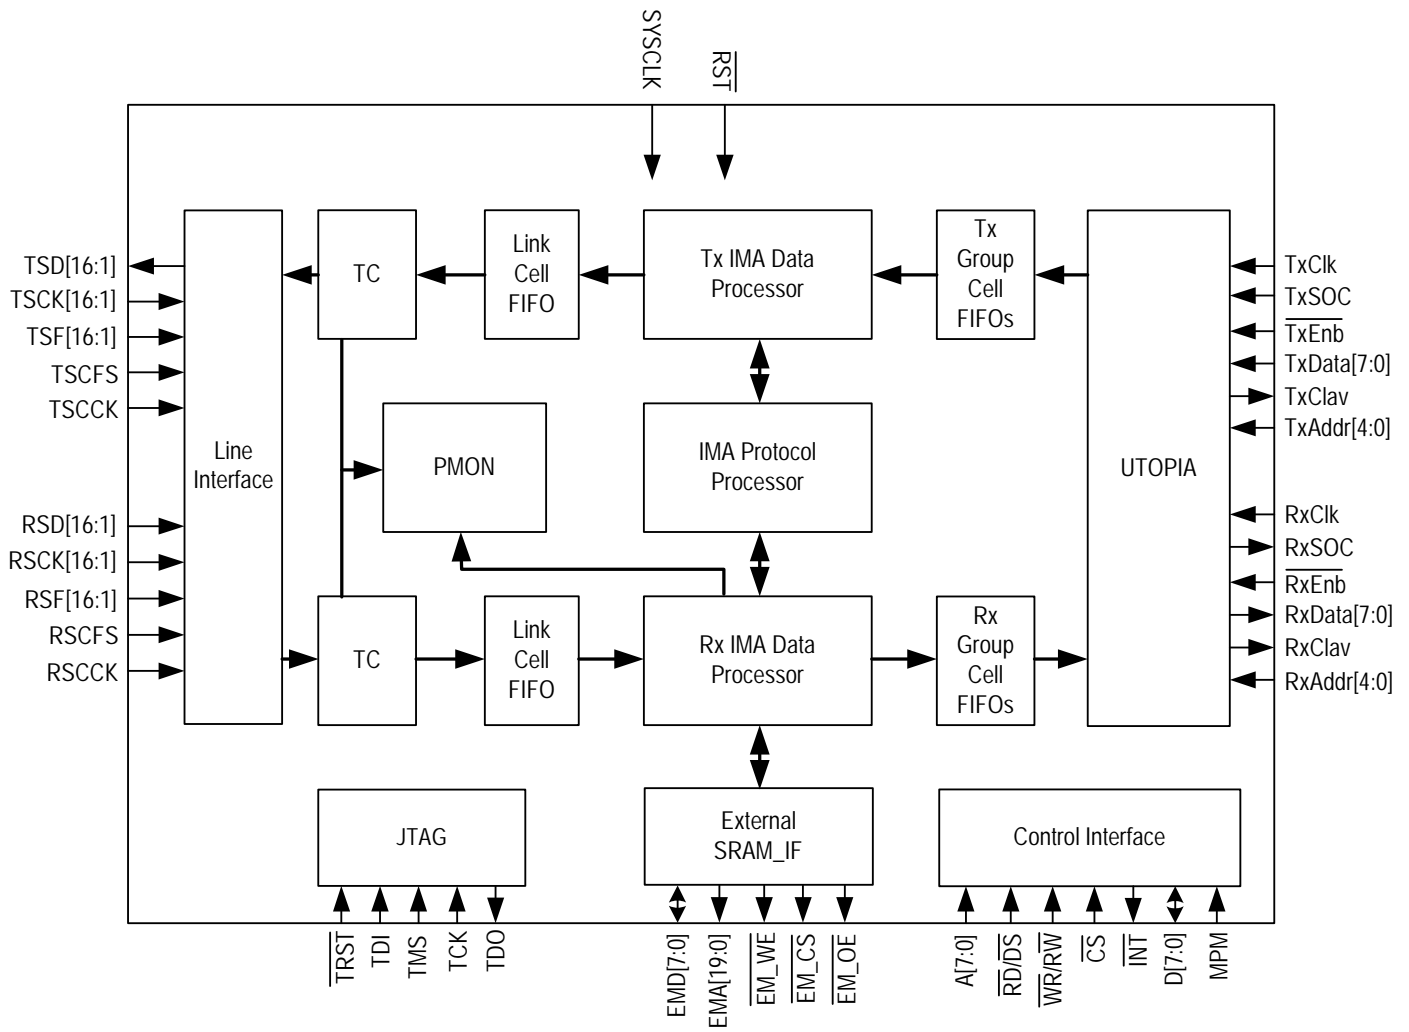 SYSCLK
RST
TSD[16:1]
TSCK[16:1]
TSF[16:1]
TSCFS
TSCCK
RSD[16:1]
RSCK[16:1]
RSF[16:1]
RSCFS
RSCCK
Line
Interface
TC
Link
Cell
FIFO
Tx IMA Data
Processor
Tx
Group
Cell
FIFOs
PMON
IMA Protocol
Processor
UTOPIA
TC
Link
Cell
FIFO
Rx IMA Data
Processor
Rx
Group
Cell
FIFOs
TxClk
TxSOC
TxEnb
TxData[7:0]
TxClav
TxAddr[4:0]
RxClk
RxSOC
RxEnb
RxData[7:0]
RxClav
RxAddr[4:0]
JTAG
External
SRAM_IF
Control Interface
TRST
TDI
TMS
TCK
TDO
EMD[7:0]
EMA[19:0]
EM_WE
EM_CS
EM_OE
A[7:0]
RD/DS
WR/RW
CS
INT
D[7:0]
MPM